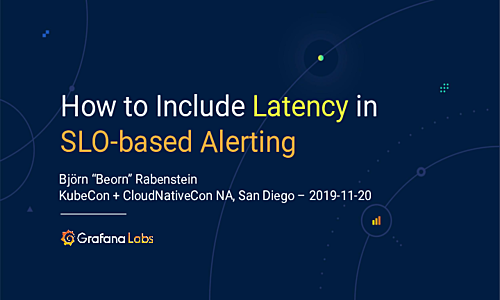 How to Include Latency in
SLO-based Alerting
Björn “Beorn” Rabenstein
KubeCon + CloudNativeCon NA, San Diego – 2019-11-20
Grafana Labs